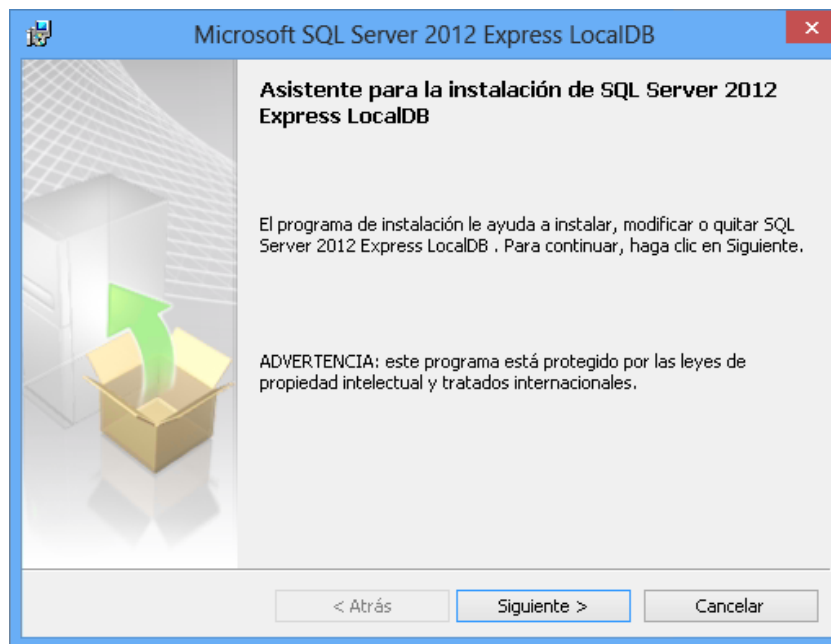 Microsoft SQL Server 2012 Express LocalDB
Asistente para la instalación de SQL Server 2012
Express LocalDB
El programa de instalación le ayuda a instalar, modificar o quitar SQL
Server 2012 Express LocalDB . Para continuar, haga clic en Siguiente.
ADVERTENCIA: este programa está protegido por las leyes de
propiedad intelectual y tratados internacionales.
< Atrás Siguiente > Cancelar